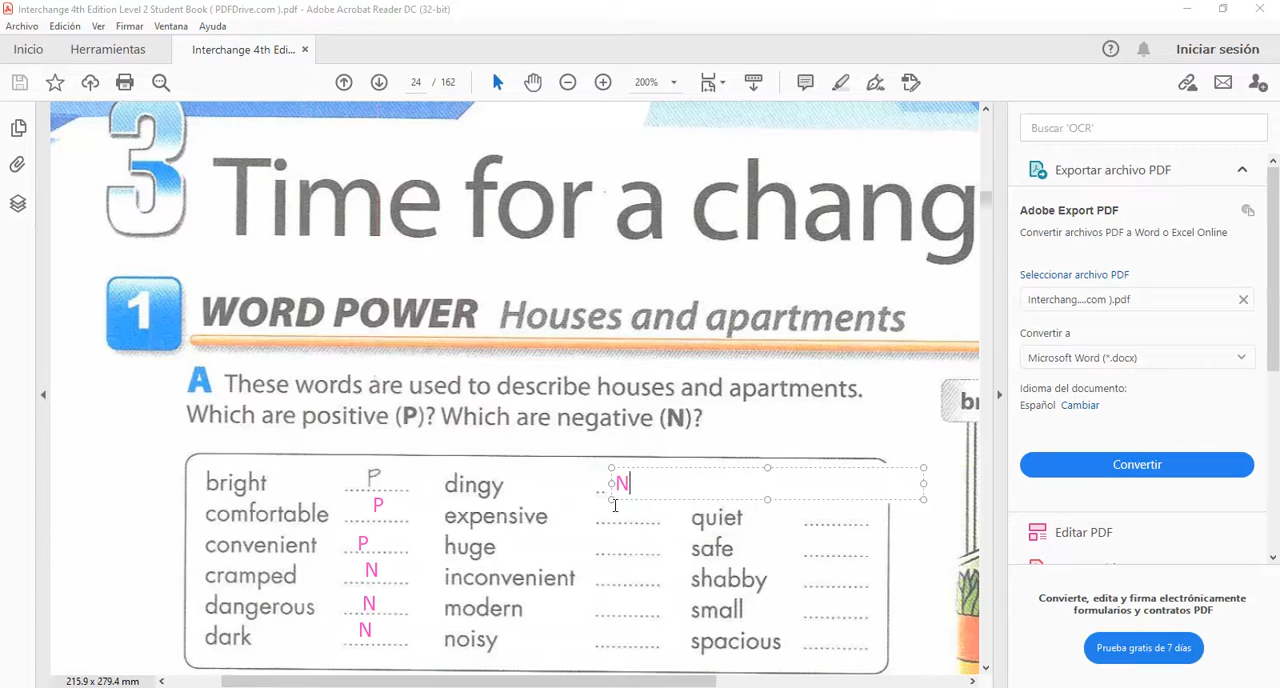 Interchange 4th Edition Level 2 Student Book ( PDFDrive.com ).pdf - Adobe Acrobat Reader DC (32-bit)
Archivo Edición Ver Firmar Ventana Ayuda
Inicio Herramientas Interchange 4th Edi... × Iniciar sesión
24 / 162 200%
3 Time for a chang
1 WORD POWER Houses and apartments
A These words are used to describe houses and apartments.
Which are positive (P)? Which are negative (N)?
br
bright P dingy N
comfortable P expensive quiet
convenient P huge safe
cramped N inconvenient shabby
dangerous N modern small
dark N noisy spacious
215.9 x 279.4 mm
Buscar 'OCR'
Exportar archivo PDF
Adobe Export PDF
Convertir archivos PDF a Word o Excel Online
Seleccionar archivo PDF
Interchang....com ).pdf
Convertir a
Microsoft Word (*.docx)
Idioma del documento:
Español Cambiar
Convertir
Editar PDF
Convierte, edita y firma electrónicamente
formularios y contratos PDF
Prueba gratis de 7 días